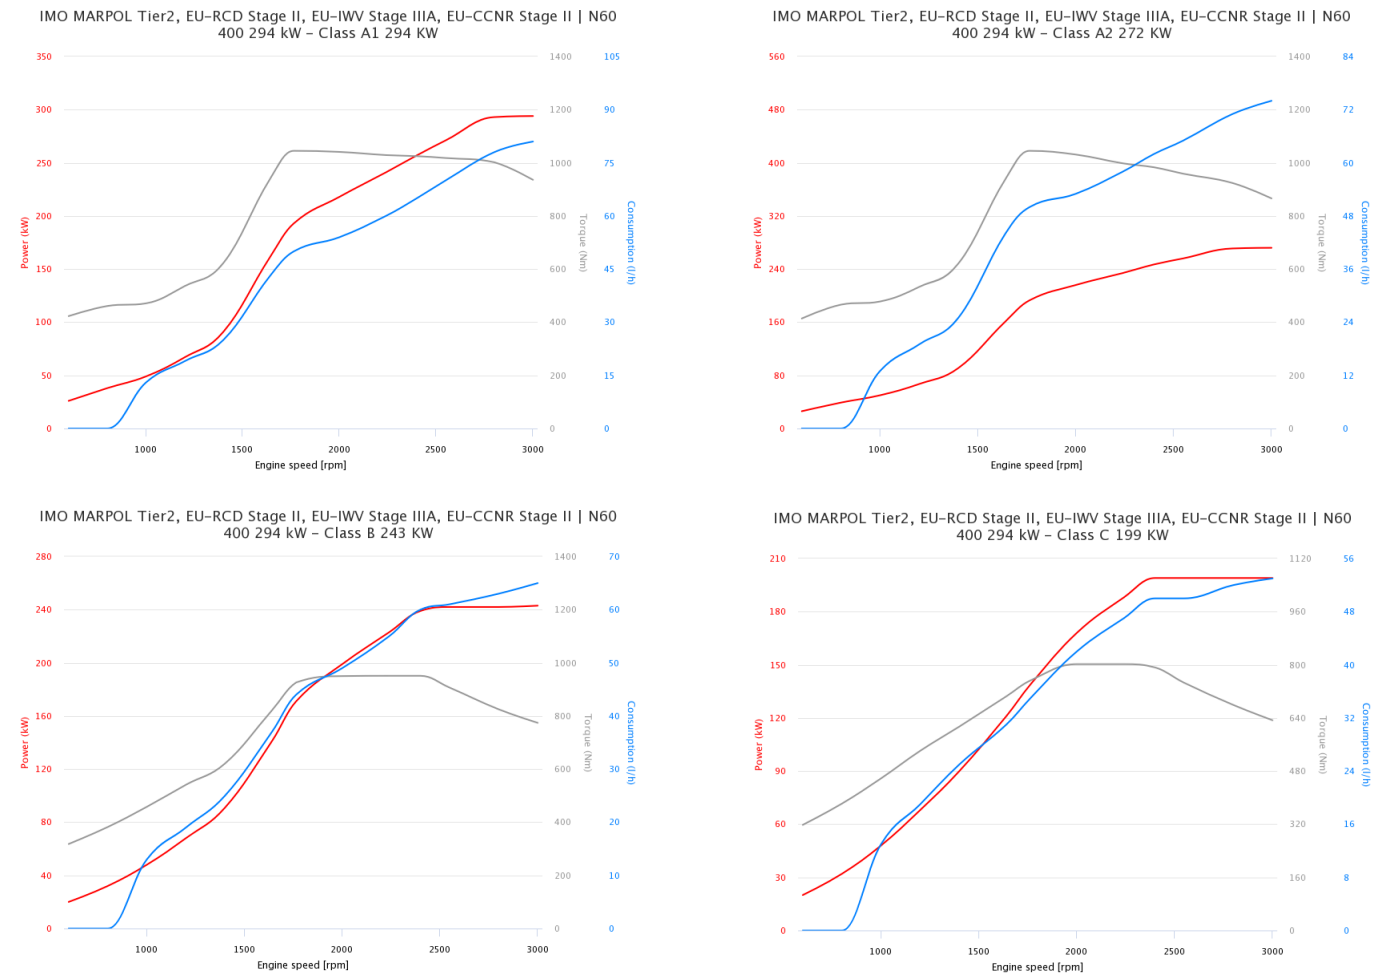 IMO MARPOL Tier2, EU-RCD Stage II, EU-IWV Stage IIIA, EU-CCNR Stage II | N60
400 294 kW – Class A1 294 KW
350 1400 105
300 1200 90
250 1000 75
200 800 60
150 600 45
100 400 30
50 200 15
0 0 0
Power (kW)
Torque (Nm)
Consumption (l/h)
1000 1500 2000 2500 3000
Engine speed [rpm]
IMO MARPOL Tier2, EU-RCD Stage II, EU-IWV Stage IIIA, EU-CCNR Stage II | N60
400 294 kW – Class A2 272 KW
560 1400 84
480 1200 72
400 1000 60
320 800 48
240 600 36
160 400 24
80 200 12
0 0 0
Power (kW)
Torque (Nm)
Consumption (l/h)
1000 1500 2000 2500 3000
Engine speed [rpm]
IMO MARPOL Tier2, EU-RCD Stage II, EU-IWV Stage IIIA, EU-CCNR Stage II | N60
400 294 kW – Class B 243 KW
280 1400 70
240 1200 60
200 1000 50
160 800 40
120 600 30
80 400 20
40 200 10
0 0 0
Power (kW)
Torque (Nm)
Consumption (l/h)
1000 1500 2000 2500 3000
Engine speed [rpm]
IMO MARPOL Tier2, EU-RCD Stage II, EU-IWV Stage IIIA, EU-CCNR Stage II | N60
400 294 kW – Class C 199 KW
210 1120 56
180 960 48
150 800 40
120 640 32
90 480 24
60 320 16
30 160 8
0 0 0
Power (kW)
Torque (Nm)
Consumption (l/h)
1000 1500 2000 2500 3000
Engine speed [rpm]